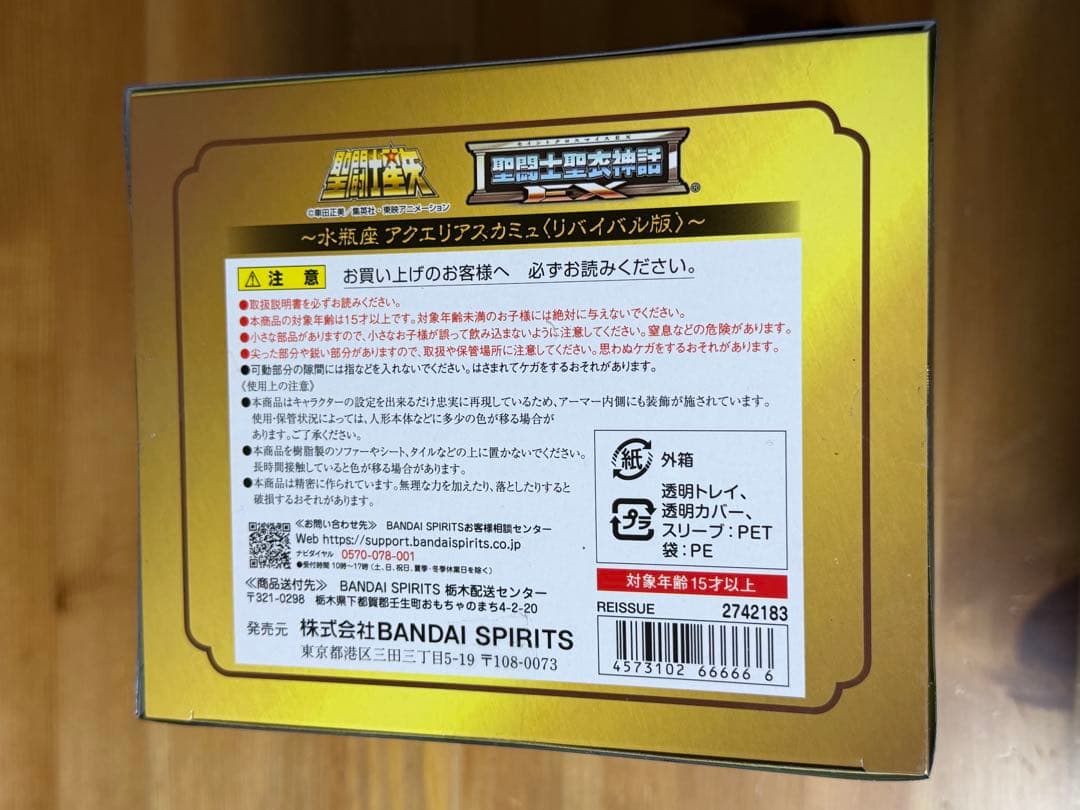 聖闘士星矢
セイントクロスマイスEX
聖闘士聖衣神話
EX®
©車田正美／集英社・東映アニメーション
～水瓶座 アクエリアスカミュ〈リバイバル版〉～
⚠注 意 お買い上げのお客様へ 必ずお読みください。
●取扱説明書を必ずお読みください。
●本商品の対象年齢は15才以上です。対象年齢未満のお子様には絶対に与えないでください。
●小さな部品がありますので、小さなお子様が誤って飲み込まないように注意してください。窒息などの危険があります。
●尖った部分や鋭い部分がありますので、取扱や保管場所に注意してください。思わぬケガをするおそれがあります。
●可動部分の隙間には指などを入れないでください。はさまれてケガをするおそれがあります。
《使用上の注意》
●本商品はキャラクターの設定を出来るだけ忠実に再現しているため、アーマー内側にも装飾が施されています。
使用・保管状況によっては、人形本体などに多少の色が移る場合が
あります。ご了承ください。
●本商品を樹脂製のソファーやシート、タイルなどの上に置かないでください。
長時間接触していると色が移る場合があります。
●本商品は精密に作られています。無理な力を加えたり、落としたりすると
破損するおそれがあります。
紙 外箱
プラ 透明トレイ、
透明カバー、
スリーブ：PET
袋：PE
≪お問い合わせ先≫ BANDAI SPIRITSお客様相談センター
Web https://support.bandaispirits.co.jp
ナビダイヤル 0570-078-001
●受付時間 10時～17時（土、日、祝日、夏季・冬季休業日を除く）
≪商品送付先≫ BANDAI SPIRITS 栃木配送センター
〒321-0298 栃木県下都賀郡壬生町おもちゃのまち4-2-20
発売元 株式会社BANDAI SPIRITS
東京都港区三田三丁目5-19 〒108-0073
対象年齢15才以上
REISSUE 2742183
4573102 66666 6